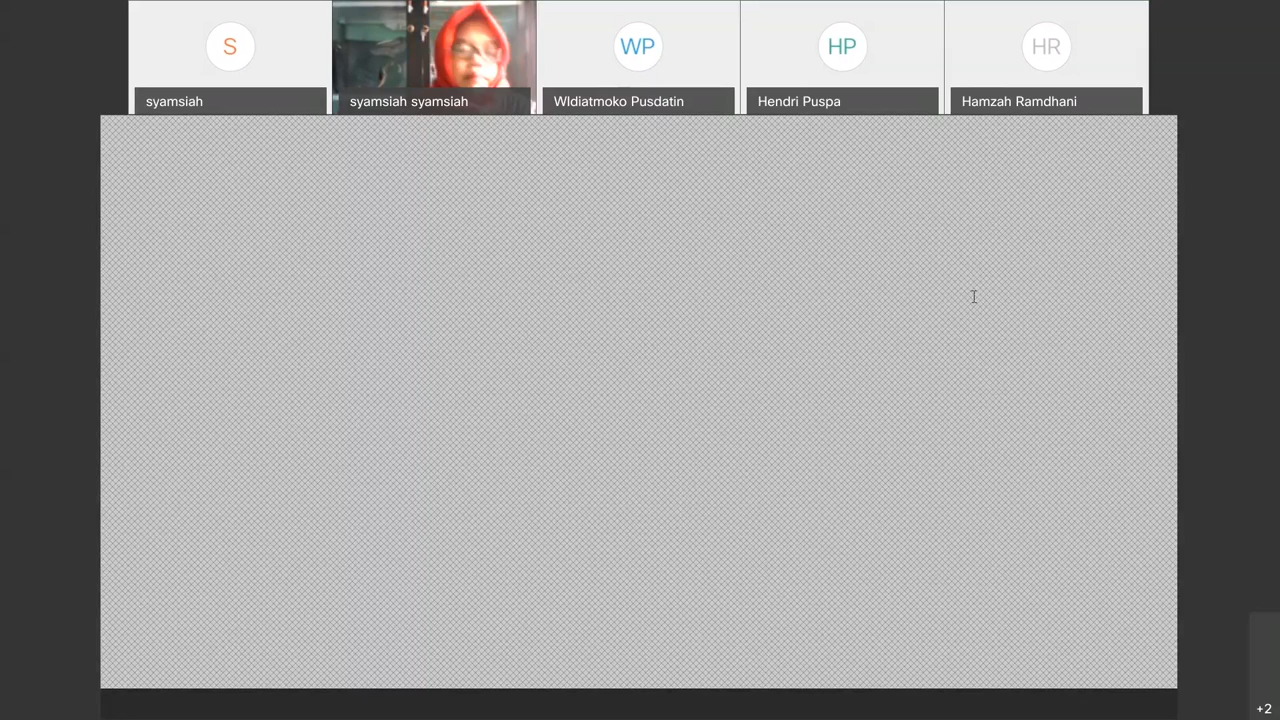 S
WP
HP
HR
syamsiah
syamsiah syamsiah
WIdiatmoko Pusdatin
Hendri Puspa
Hamzah Ramdhani
+2